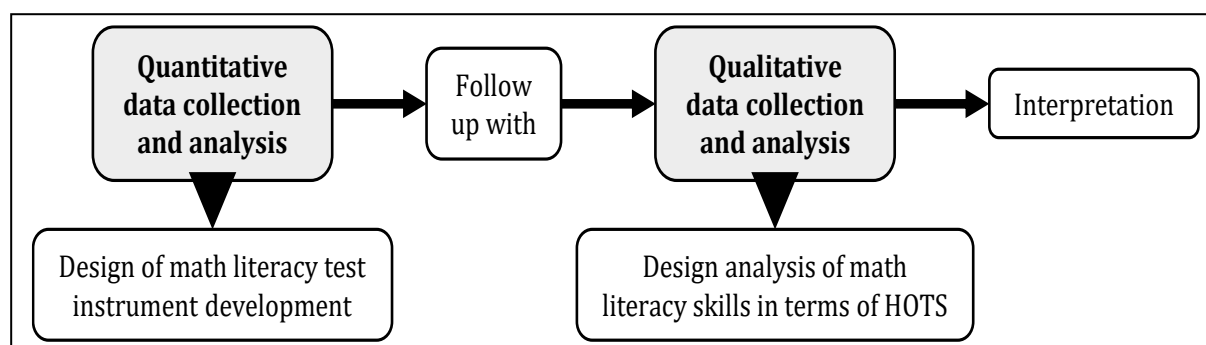 Quantitative
data collection
and analysis
Follow
up with
Qualitative
data collection
and analysis
Interpretation
Design of math literacy test
instrument development
Design analysis of math
literacy skills in terms of HOTS